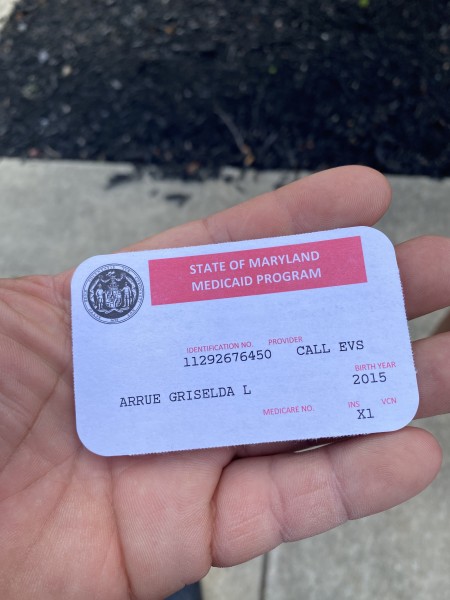 STATE OF MARYLAND
MEDICAID PROGRAM
IDENTIFICATION NO. PROVIDER
11292676450 CALL EVS
BIRTH YEAR
2015
ARRUE GRISELDA L
MEDICARE NO. INS VCN
X1